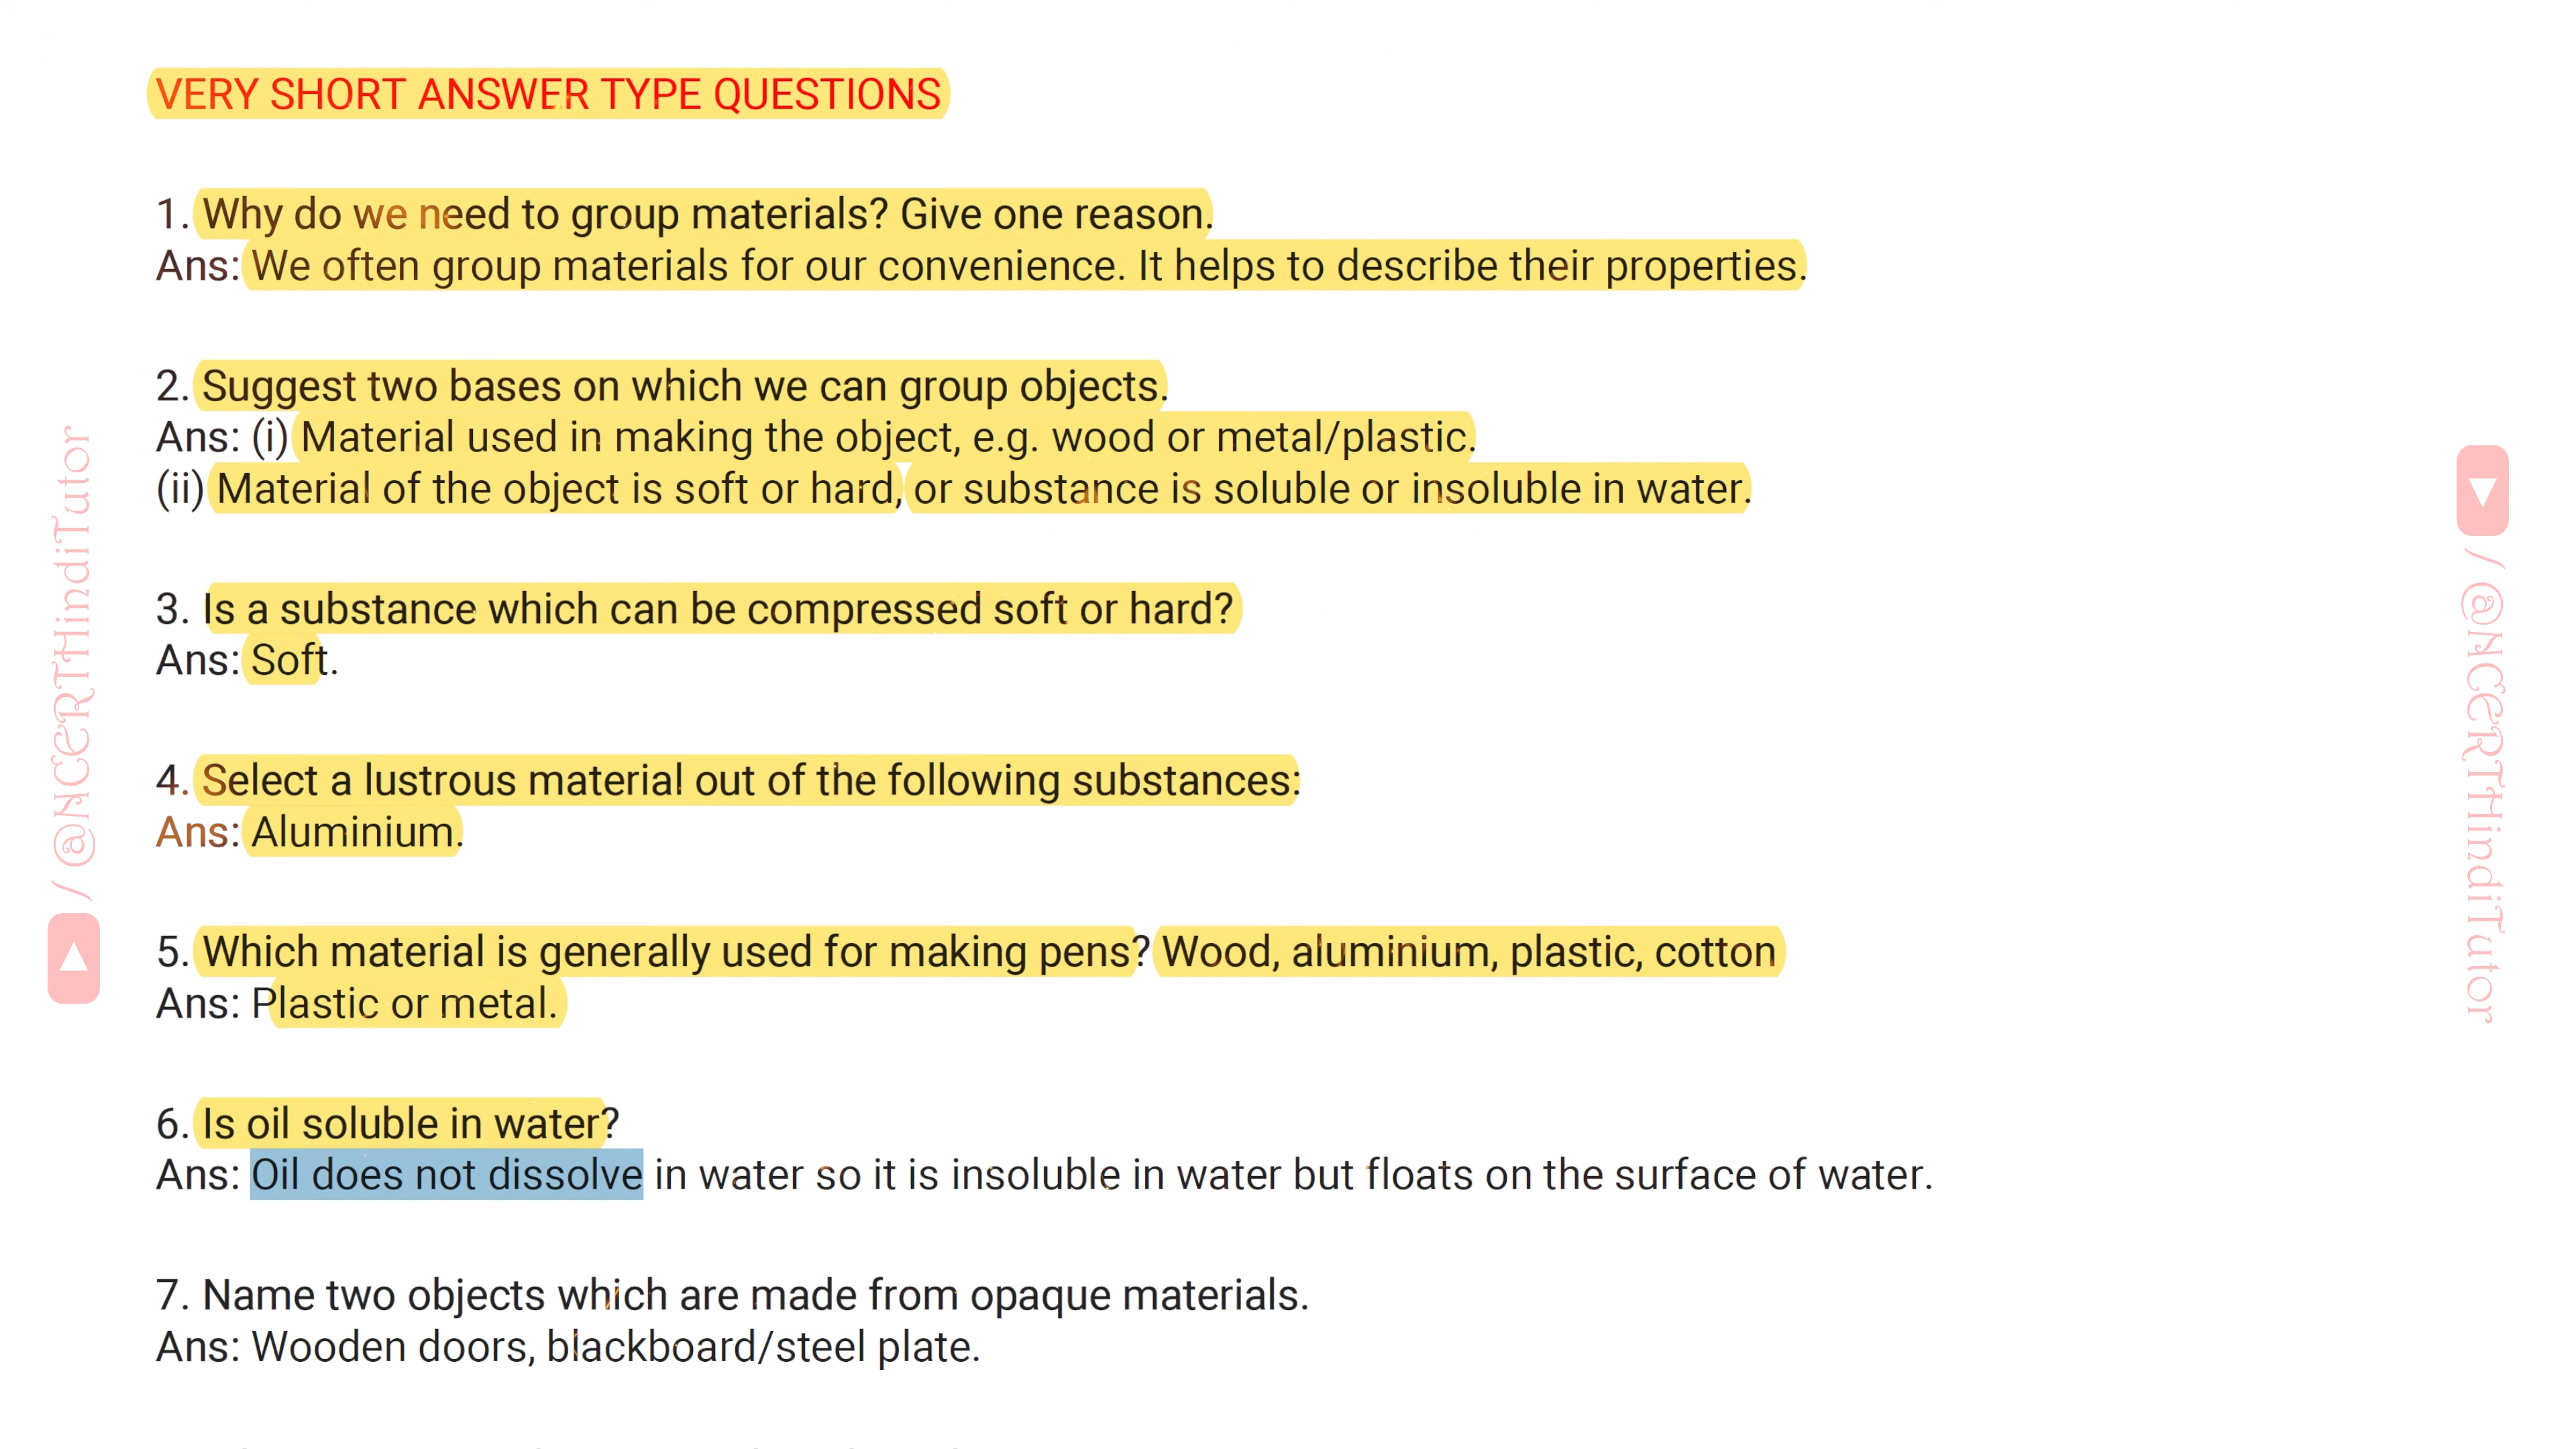 VERY SHORT ANSWER TYPE QUESTIONS
1. Why do we need to group materials? Give one reason.
Ans: We often group materials for our convenience. It helps to describe their properties.
2. Suggest two bases on which we can group objects.
Ans: (i) Material used in making the object, e.g. wood or metal/plastic.
(ii) Material of the object is soft or hard, or substance is soluble or insoluble in water.
3. Is a substance which can be compressed soft or hard?
Ans: Soft.
4. Select a lustrous material out of the following substances:
Ans: Aluminium.
5. Which material is generally used for making pens? Wood, aluminium, plastic, cotton
Ans: Plastic or metal.
6. Is oil soluble in water?
Ans: Oil does not dissolve in water so it is insoluble in water but floats on the surface of water.
7. Name two objects which are made from opaque materials.
Ans: Wooden doors, blackboard/steel plate.
/ @NCERTHindiTutor
/ @NCERTHindiTutor